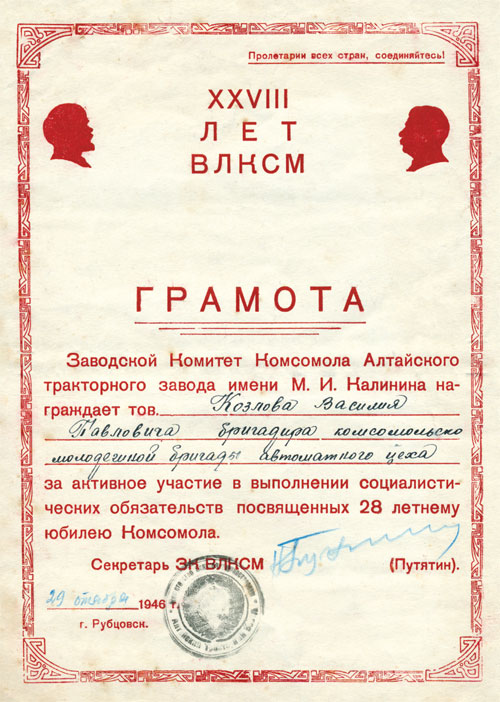 Пролетарии всех стран, соединяйтесь!
XXVIII
ЛЕТ
ВЛКСМ
ГРАМОТА
Заводской Комитет Комсомола Алтайского
тракторного завода имени М. И. Калинина на-
граждает тов. Козлова Василия
Павловича бригадира комсомольско
молодежной бригады автоматного цеха
за активное участие в выполнении социалисти-
ческих обязательств посвященных 28 летнему
юбилею Комсомола.
Секретарь ЗК ВЛКСМ (Путятин).
29 октября 1946 г.
г. Рубцовск.